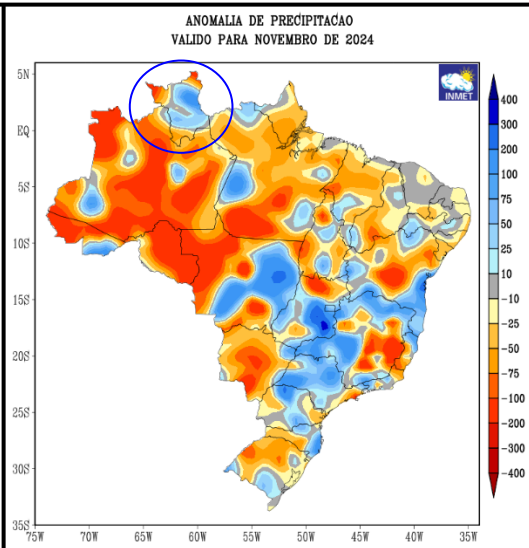 ANOMALIA DE PRECIPITACAO
VALIDO PARA NOVEMBRO DE 2024
INMET
5N
EQ
5S
10S
15S
20S
25S
30S
35S
75W 70W 65W 60W 55W 50W 45W 40W 35W
400
300
200
100
75
50
25
10
-10
-25
-50
-75
-100
-200
-300
-400